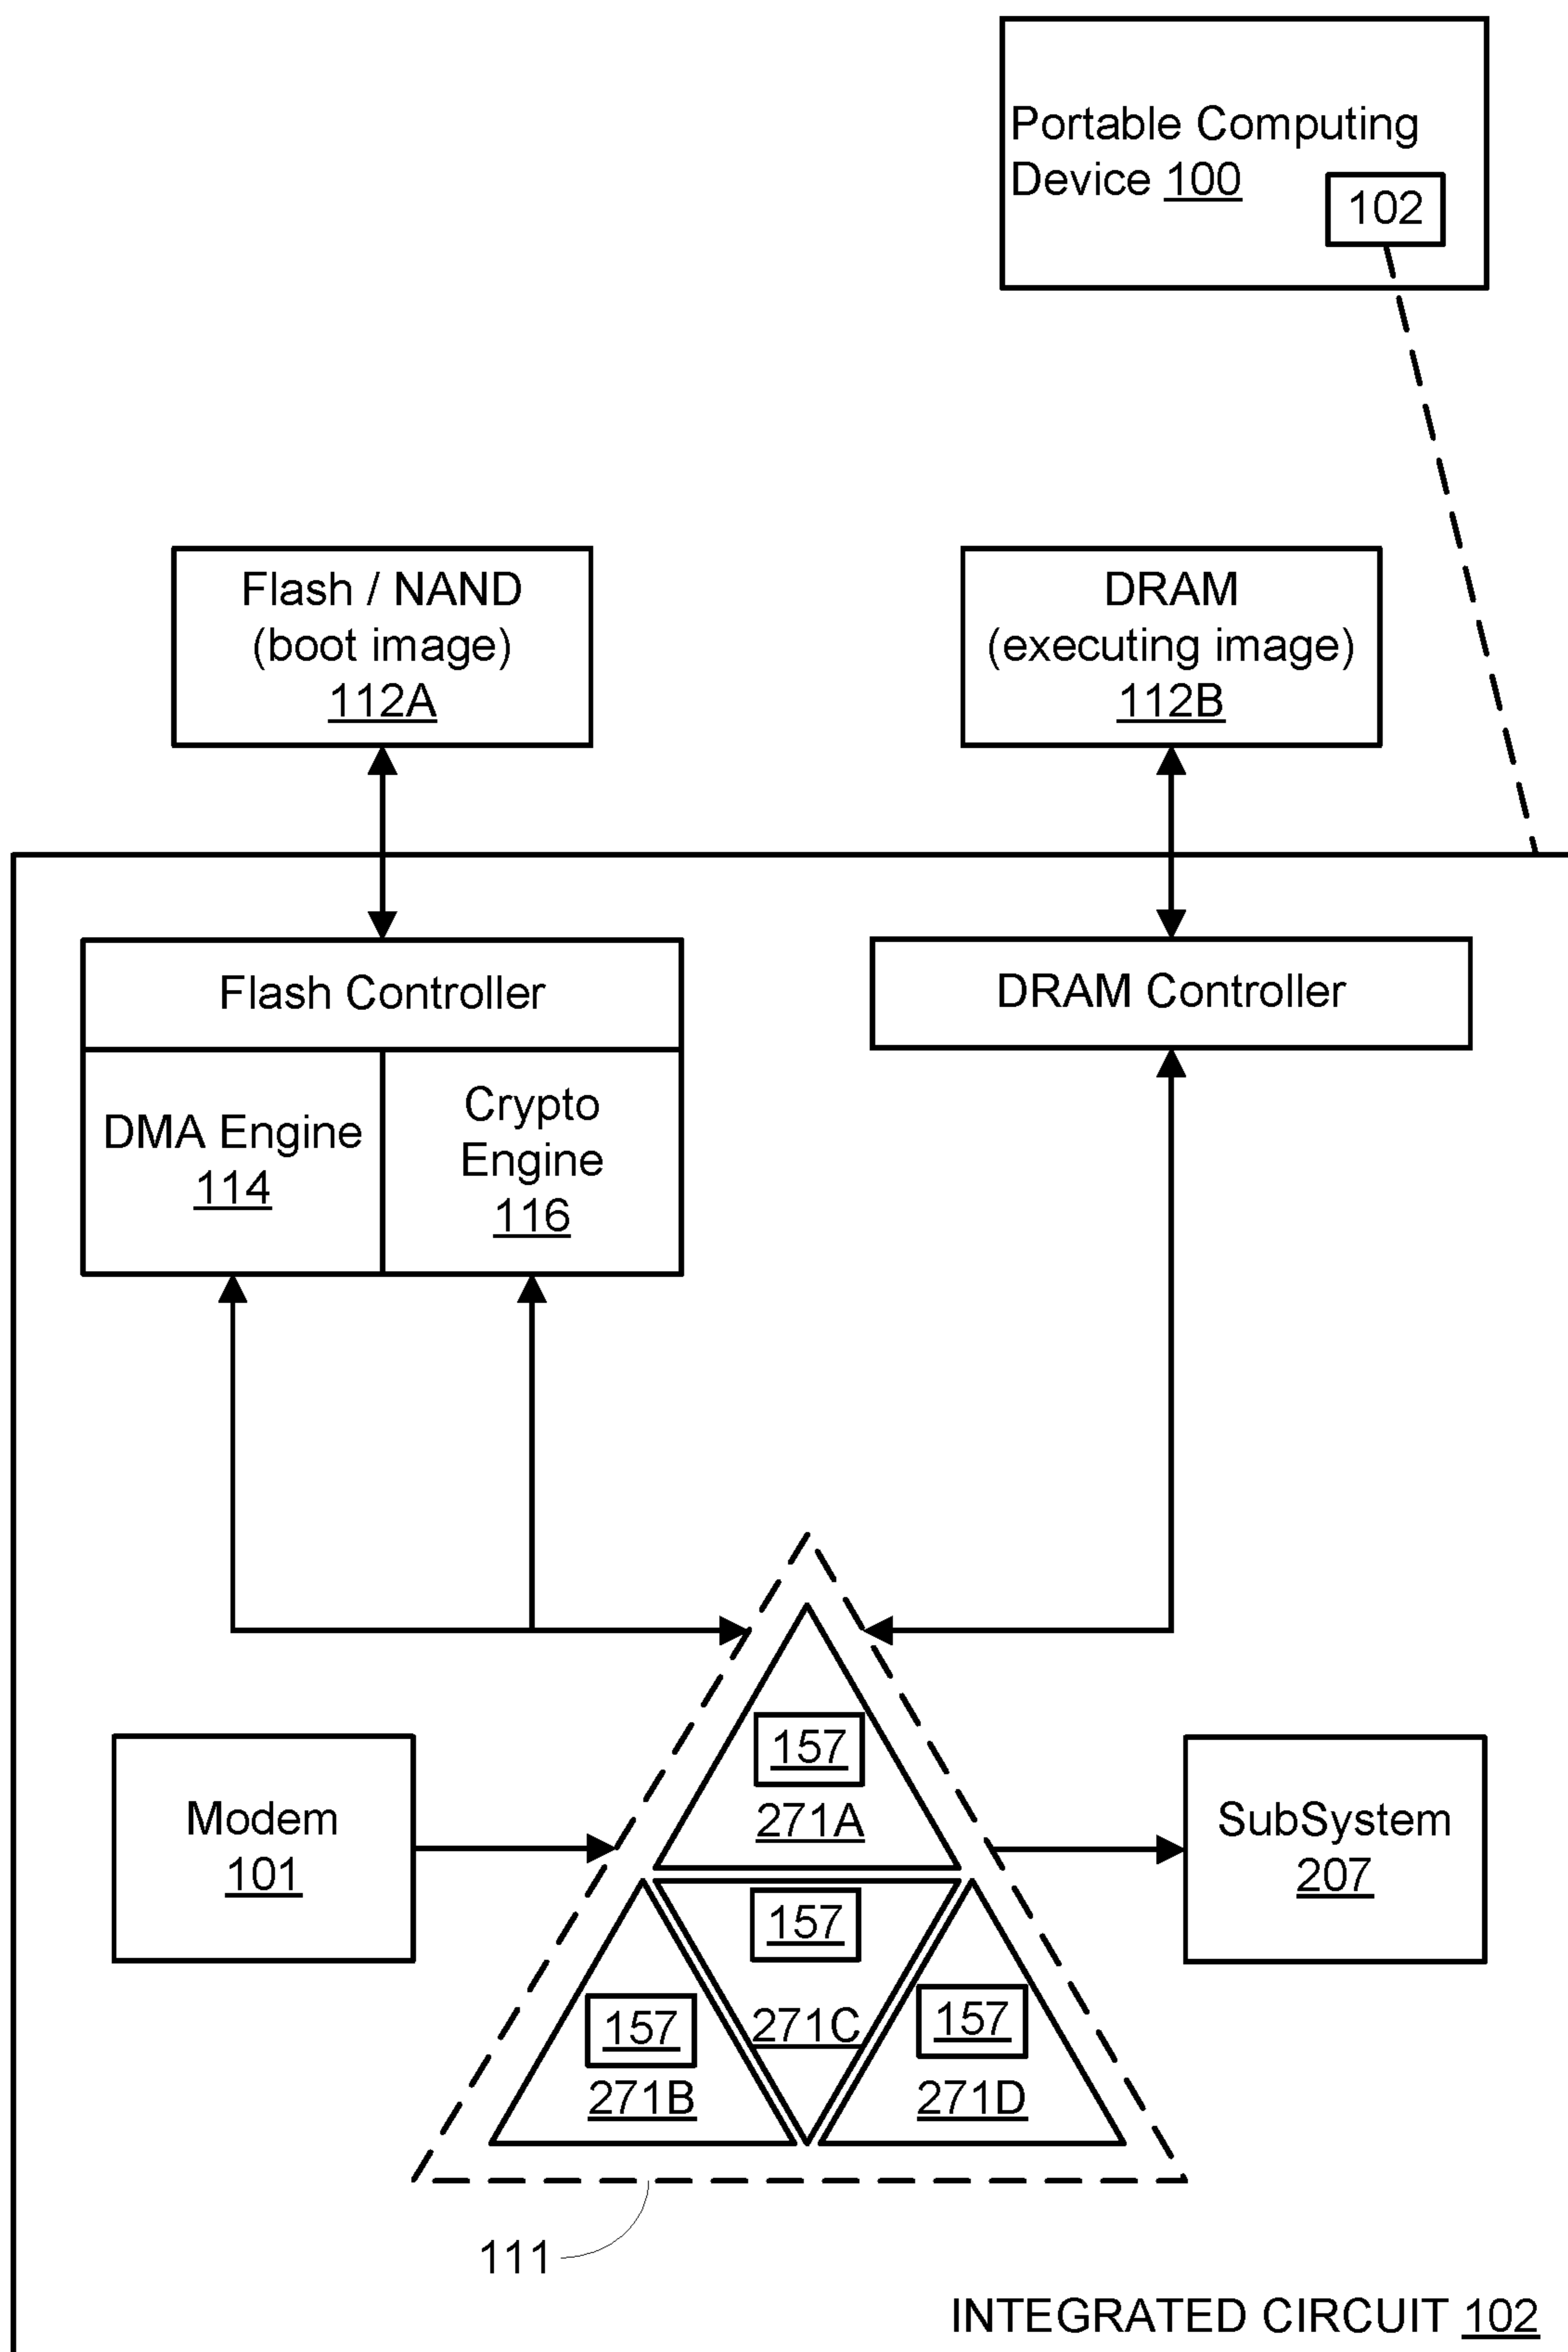 Portable Computing
Device 100
102
Flash / NAND
(boot image)
112A
DRAM
(executing image)
112B
Flash Controller
DRAM Controller
DMA Engine
114
Crypto
Engine
116
157
271A
Modem
101
SubSystem
207
157
271C
157
271B
157
271D
111
INTEGRATED CIRCUIT 102